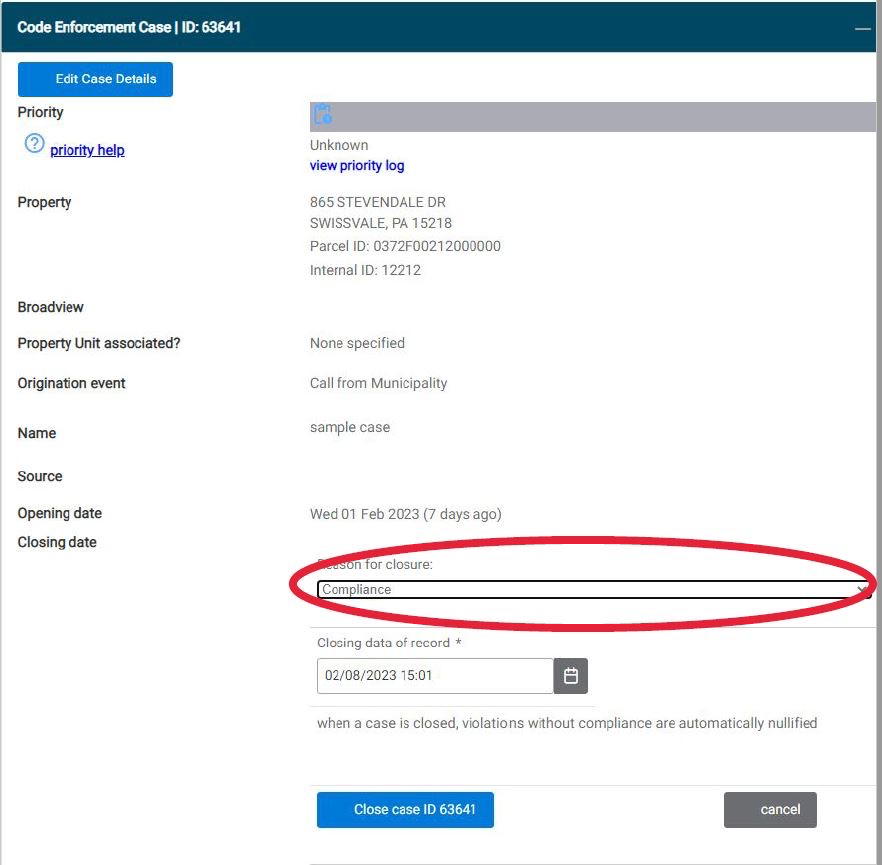 Code Enforcement Case | ID: 63641
Edit Case Details
Priority
priority help
Unknown
view priority log
Property
865 STEVENDALE DR
SWISSVALE, PA 15218
Parcel ID: 0372F00212000000
Internal ID: 12212
Broadview
Property Unit associated?
None specified
Origination event
Call from Municipality
Name
sample case
Source
Opening date
Wed 01 Feb 2023 (7 days ago)
Closing date
Reason for closure:
Compliance
Closing data of record *
02/08/2023 15:01
when a case is closed, violations without compliance are automatically nullified
Close case ID 63641
cancel